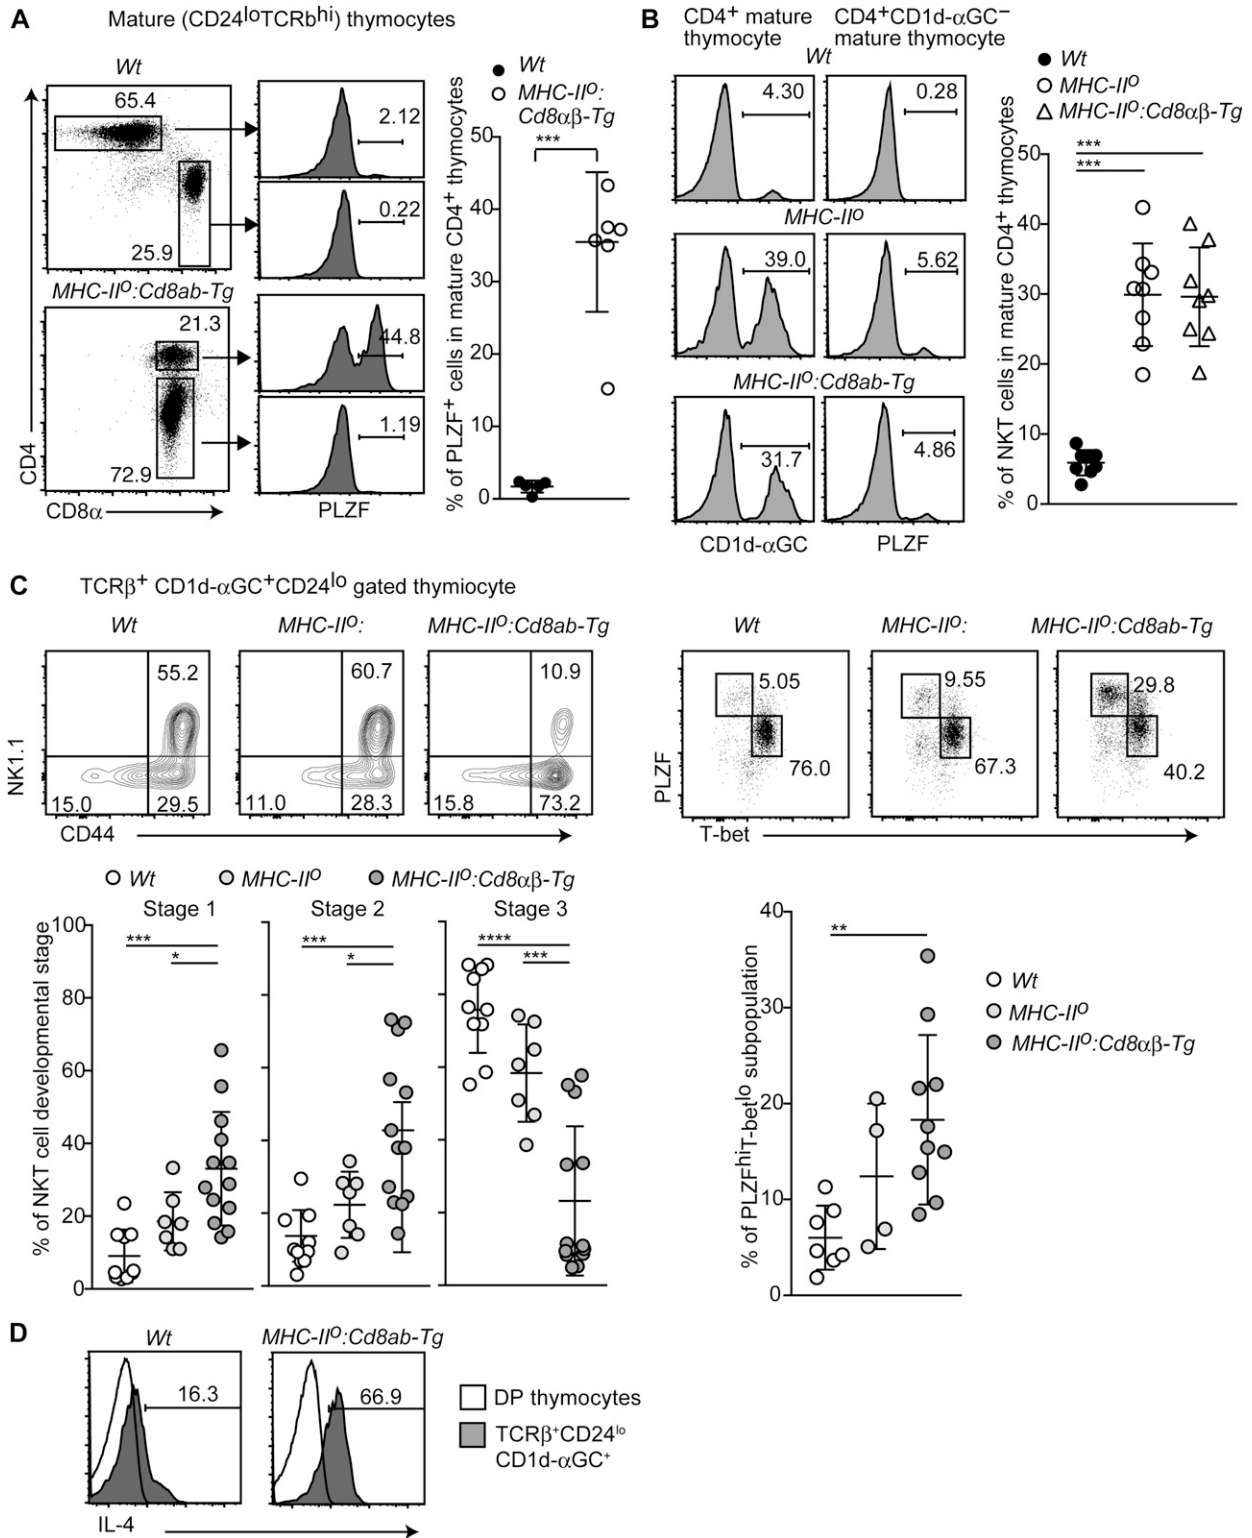 A
Mature (CD24loTCRbhi) thymocytes
Wt
65.4
25.9
2.12
0.22
MHC-IIo:Cd8ab-Tg
21.3
72.9
44.8
1.19
CD4
CD8α
PLZF
Wt
MHC-IIo:
Cd8αβ-Tg
***
% of PLZF+ cells in mature CD4+ thymocytes
50
40
30
20
10
0
B
CD4+ mature
thymocyte
CD4+CD1d-αGC−
mature thymocyte
Wt
4.30
0.28
MHC-IIo
39.0
5.62
MHC-IIo:Cd8ab-Tg
31.7
4.86
CD1d-αGC
PLZF
Wt
MHC-IIo
MHC-IIo:Cd8αβ-Tg
***
***
% of NKT cells in mature CD4+ thymocytes
50
40
30
20
10
0
C
TCRβ+ CD1d-αGC+CD24lo gated thymiocyte
Wt
MHC-IIo:
MHC-IIo:Cd8ab-Tg
55.2
15.0
29.5
60.7
11.0
28.3
10.9
15.8
73.2
NK1.1
CD44
Wt
MHC-IIo:
MHC-IIo:Cd8ab-Tg
5.05
76.0
9.55
67.3
29.8
40.2
PLZF
T-bet
Wt
MHC-IIo
MHC-IIo:Cd8αβ-Tg
Stage 1
Stage 2
Stage 3
***
*
***
*
****
***
% of NKT cell developmental stage
100
80
60
40
20
0
% of PLZFhiT-betlo subpopulation
40
30
20
10
0
**
Wt
MHC-IIo
MHC-IIo:Cd8αβ-Tg
D
Wt
MHC-IIo:Cd8ab-Tg
16.3
66.9
IL-4
DP thymocytes
TCRβ+CD24lo
CD1d-αGC+